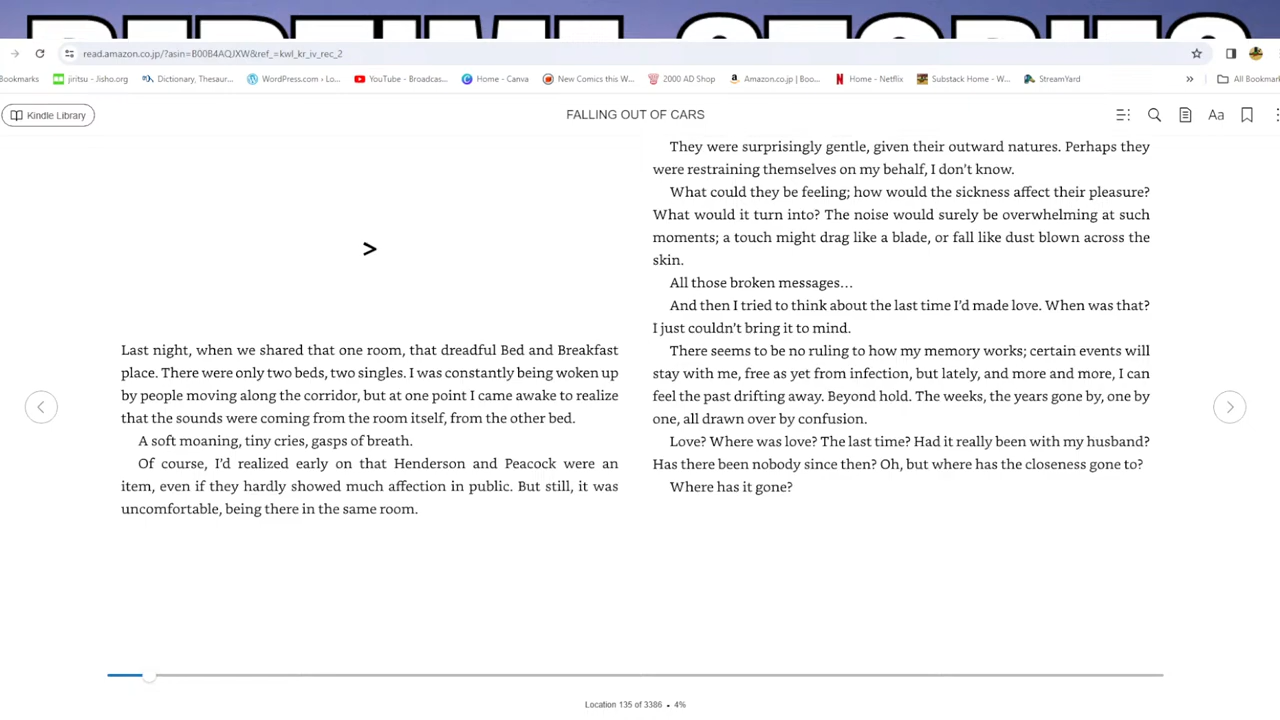 BEDTIME STORIES
read.amazon.co.jp/?asin=B00B4AQJXW&ref_=kwl_kr_iv_rec_2
Bookmarks
jiritsu - Jisho.org
Dictionary, Thesaur...
WordPress.com - Lo...
YouTube - Broadcas...
Home - Canva
New Comics this W...
2000 AD Shop
Amazon.co.jp | Boo...
Home - Netflix
Substack Home - W...
StreamYard
»
All Bookmar
Kindle Library
FALLING OUT OF CARS
Aa
>
Last night, when we shared that one room, that dreadful Bed and Breakfast
place. There were only two beds, two singles. I was constantly being woken up
by people moving along the corridor, but at one point I came awake to realize
that the sounds were coming from the room itself, from the other bed.
A soft moaning, tiny cries, gasps of breath.
Of course, I’d realized early on that Henderson and Peacock were an
item, even if they hardly showed much affection in public. But still, it was
uncomfortable, being there in the same room.
They were surprisingly gentle, given their outward natures. Perhaps they
were restraining themselves on my behalf, I don’t know.
What could they be feeling; how would the sickness affect their pleasure?
What would it turn into? The noise would surely be overwhelming at such
moments; a touch might drag like a blade, or fall like dust blown across the
skin.
All those broken messages…
And then I tried to think about the last time I’d made love. When was that?
I just couldn’t bring it to mind.
There seems to be no ruling to how my memory works; certain events will
stay with me, free as yet from infection, but lately, and more and more, I can
feel the past drifting away. Beyond hold. The weeks, the years gone by, one by
one, all drawn over by confusion.
Love? Where was love? The last time? Had it really been with my husband?
Has there been nobody since then? Oh, but where has the closeness gone to?
Where has it gone?
Location 135 of 3386 • 4%